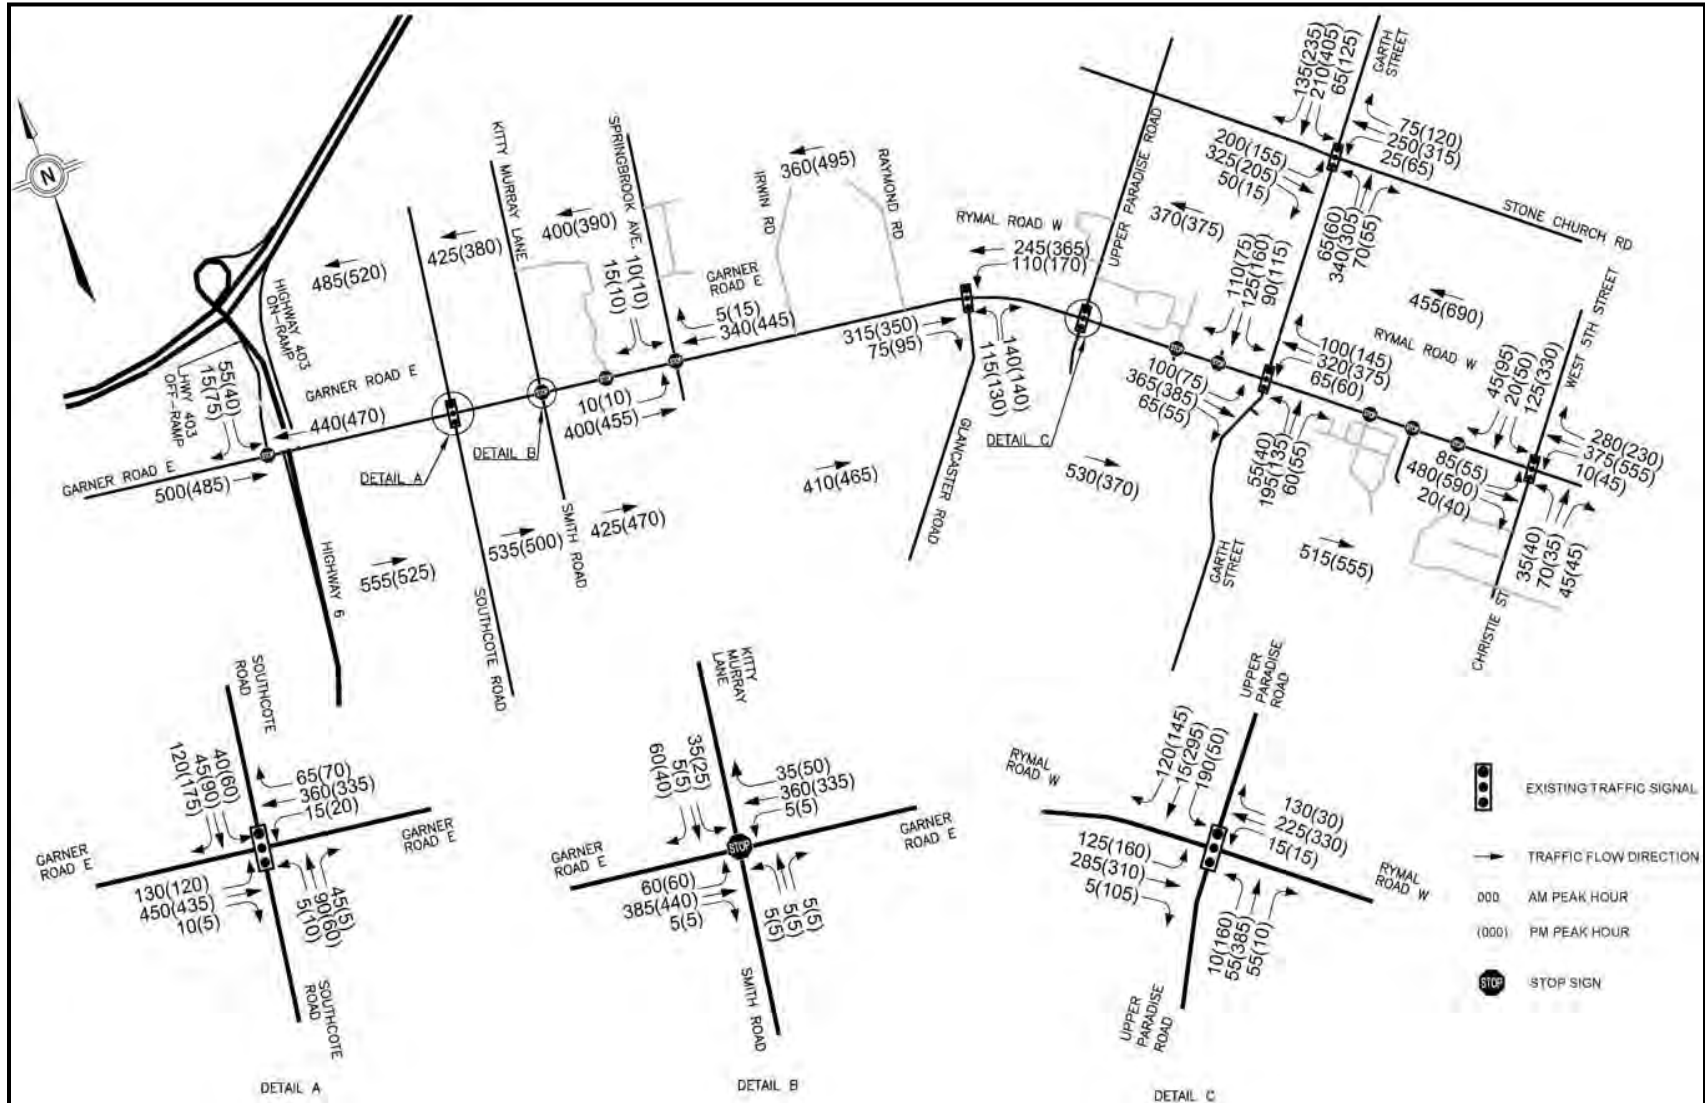 135(235)
210(405)
65(125)
GARTH
STREET
75(120)
250(315)
25(65)
200(155)
325(205)
50(15)
65(60)
340(305)
70(55)
STONE CHURCH RD
N
KITTY MURRAY LANE
SPRINGBROOK AVE.
10(10)
15(10)
360(495)
IRWIN RD
RAYMOND RD
UPPER PARADISE ROAD
370(375)
RYMAL ROAD W
245(365)
110(170)
400(390)
425(380)
485(520)
HIGHWAY 403
ON-RAMP
GARNER
ROAD E
5(15)
340(445)
110(75)
125(160)
90(115)
455(690)
WEST 5TH STREET
315(350)
75(95)
140(140)
115(130)
100(145)
320(375)
65(60)
RYMAL ROAD W
45(95)
20(50)
125(330)
55(40)
15(75)
HWY 403
OFF-RAMP
GARNER ROAD E
440(470)
10(10)
400(455)
100(75)
365(385)
65(55)
GLANCASTER ROAD
DETAIL C
DETAIL B
DETAIL A
280(230)
375(555)
10(45)
GARNER ROAD E
500(485)
410(465)
530(370)
55(40)
195(135)
60(55)
85(55)
480(590)
20(40)
SMITH ROAD
425(470)
535(500)
HIGHWAY 6
555(525)
SOUTHCOTE ROAD
GARTH
STREET
515(555)
35(40)
70(35)
45(45)
CHRISTIE ST
SOUTHCOTE
ROAD
40(60)
45(90)
120(175)
65(70)
360(335)
15(20)
GARNER
ROAD E
GARNER
ROAD E
130(120)
450(435)
10(5)
45(5)
90(60)
5(10)
SOUTHCOTE
ROAD
DETAIL A
KITTY
MURRAY
LANE
35(25)
5(5)
60(40)
35(50)
360(335)
5(5)
GARNER
ROAD E
GARNER
ROAD E
STOP
60(60)
385(440)
5(5)
5(5)
5(5)
5(5)
SMITH ROAD
DETAIL B
UPPER
PARADISE
ROAD
120(145)
15(295)
190(50)
RYMAL
ROAD W
130(30)
225(330)
15(15)
125(160)
285(310)
5(105)
RYMAL
ROAD W
10(160)
55(385)
55(10)
UPPER
PARADISE
ROAD
DETAIL C
EXISTING TRAFFIC SIGNAL
TRAFFIC FLOW DIRECTION
000 AM PEAK HOUR
(000) PM PEAK HOUR
STOP STOP SIGN